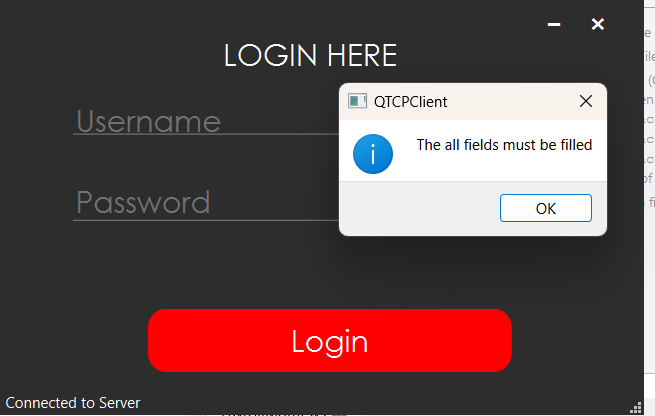 LOGIN HERE
QTCPClient
Username
The all fields must be filled
Password
OK
Login
Connected to Server